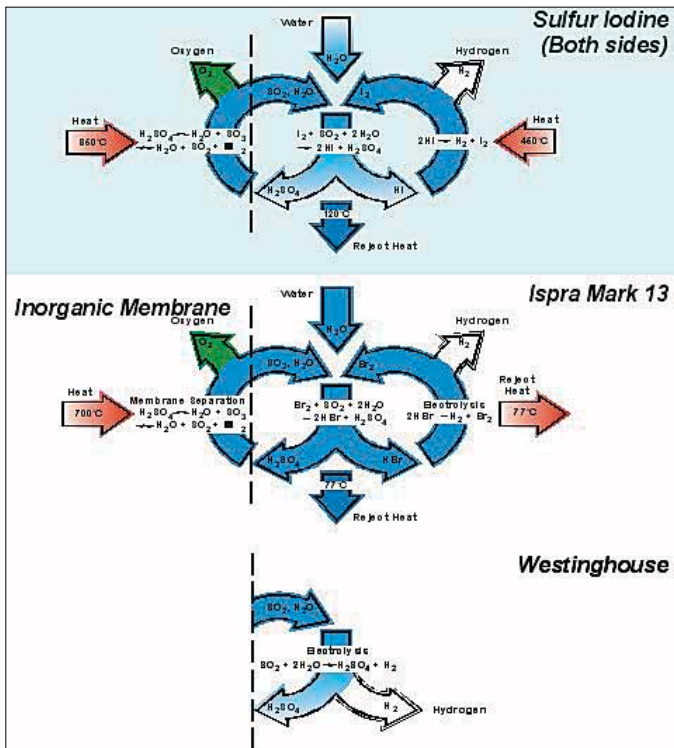 Sulfur Iodine
(Both sides)
Water
Oxygen
Hydrogen
O₂
H₂O
H₂
SO₂, H₂O
I₂
Heat
850°C
H₂SO₄ H₂O + SO₃
H₂O + SO₂ +
I₂ + SO₂ + 2H₂O
2HI + H₂SO₄
2HI H₂ + I₂
Heat
450°C
H₂SO₄
HI
120°C
Reject Heat
Inorganic Membrane
Ispra Mark 13
Water
Oxygen
Hydrogen
O₂
H₂O
H₂
SO₂, H₂O
Br₂
Heat
700°C
Membrane Separation
H₂SO₄ H₂O + SO₃
H₂O + SO₂ +
Br₂ + SO₂ + 2H₂O
2HBr + H₂SO₄
Electrolysis
2HBr H₂ + Br₂
Reject
Heat
77°C
H₂SO₄
HBr
77°C
Reject Heat
Westinghouse
SO₂, H₂O
Electrolysis
SO₂ + 2H₂O H₂SO₄ + H₂
H₂SO₄
H₂
Hydrogen